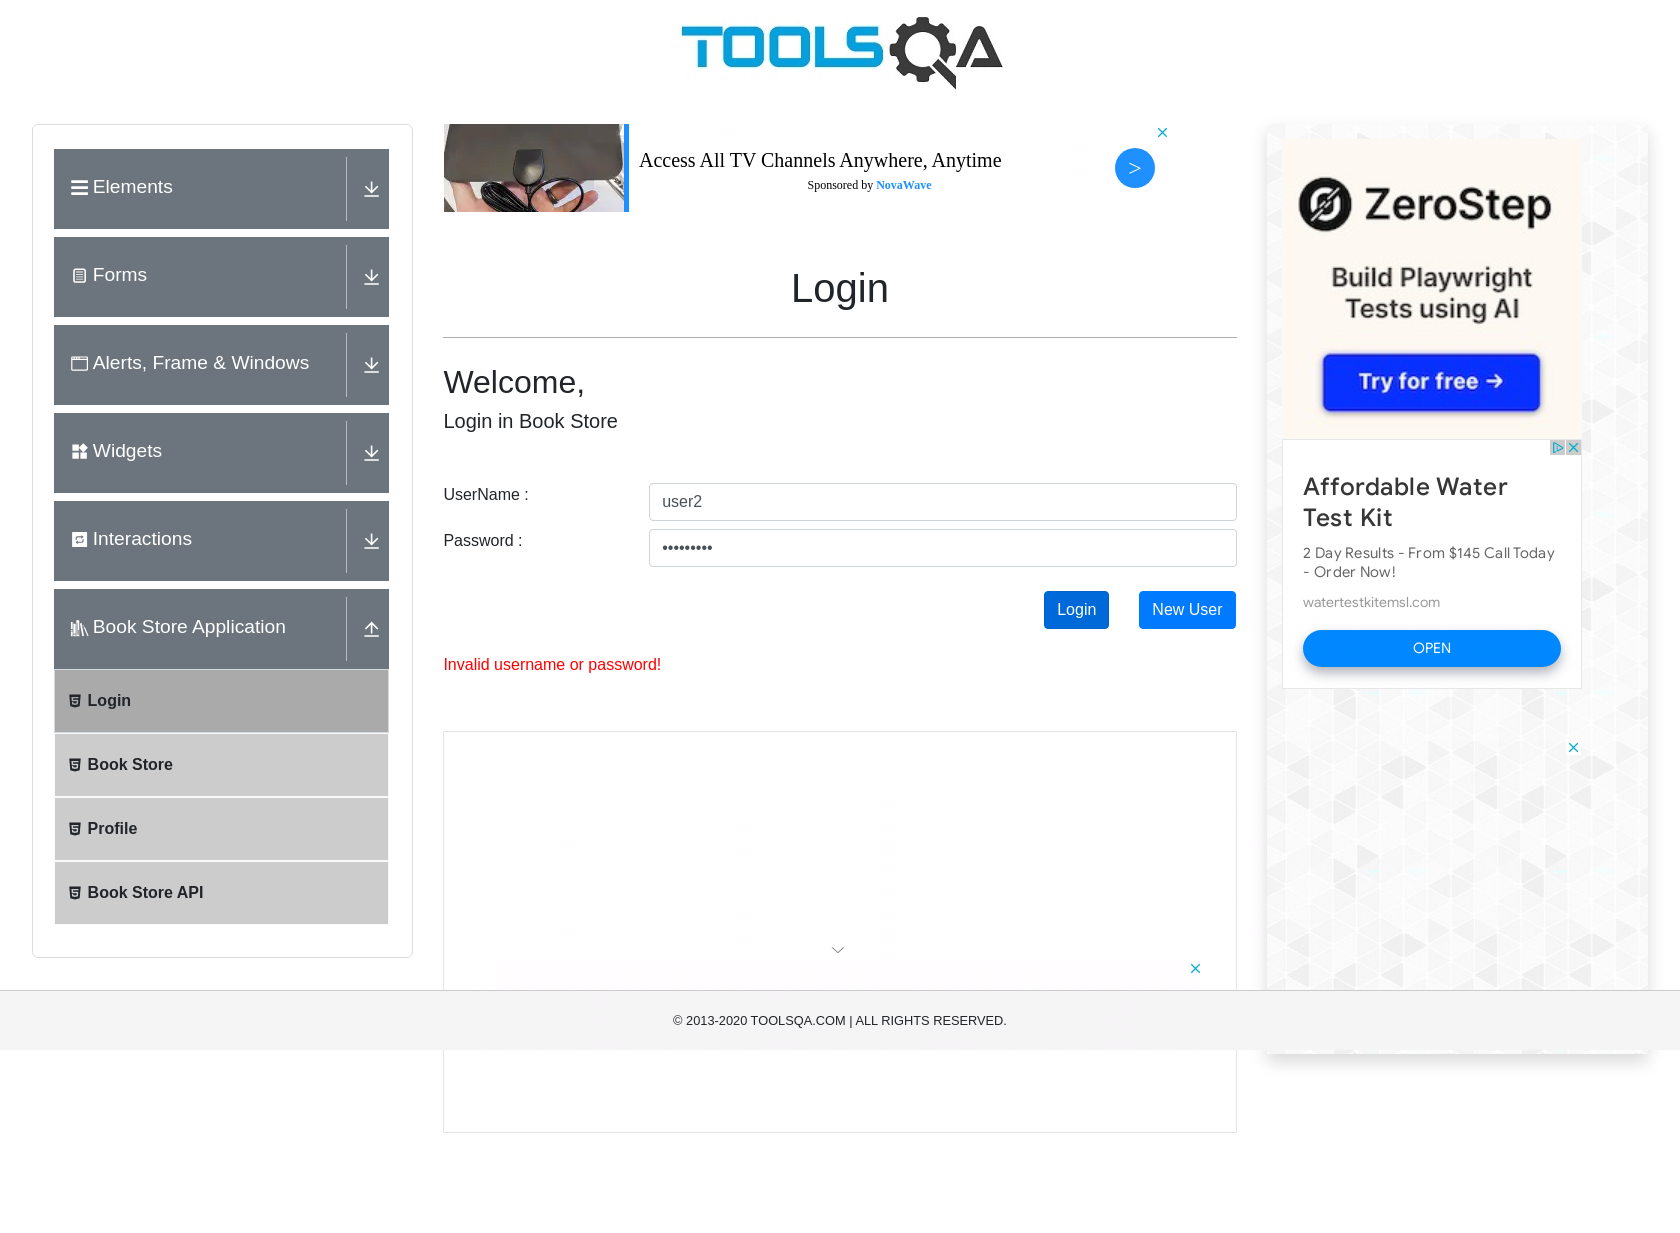 TOOLSQA
Elements
Forms
Alerts, Frame & Windows
Widgets
Interactions
Book Store Application
Login
Book Store
Profile
Book Store API
Access All TV Channels Anywhere, Anytime
Sponsored by NovaWave
>
Login
Welcome,
Login in Book Store
UserName :
user2
Password :
•••••••••
Login
New User
Invalid username or password!
ZeroStep
Build Playwright
Tests using AI
Try for free →
Affordable Water
Test Kit
2 Day Results - From $145 Call Today
- Order Now!
watertestkitemsl.com
OPEN
© 2013-2020 TOOLSQA.COM | ALL RIGHTS RESERVED.